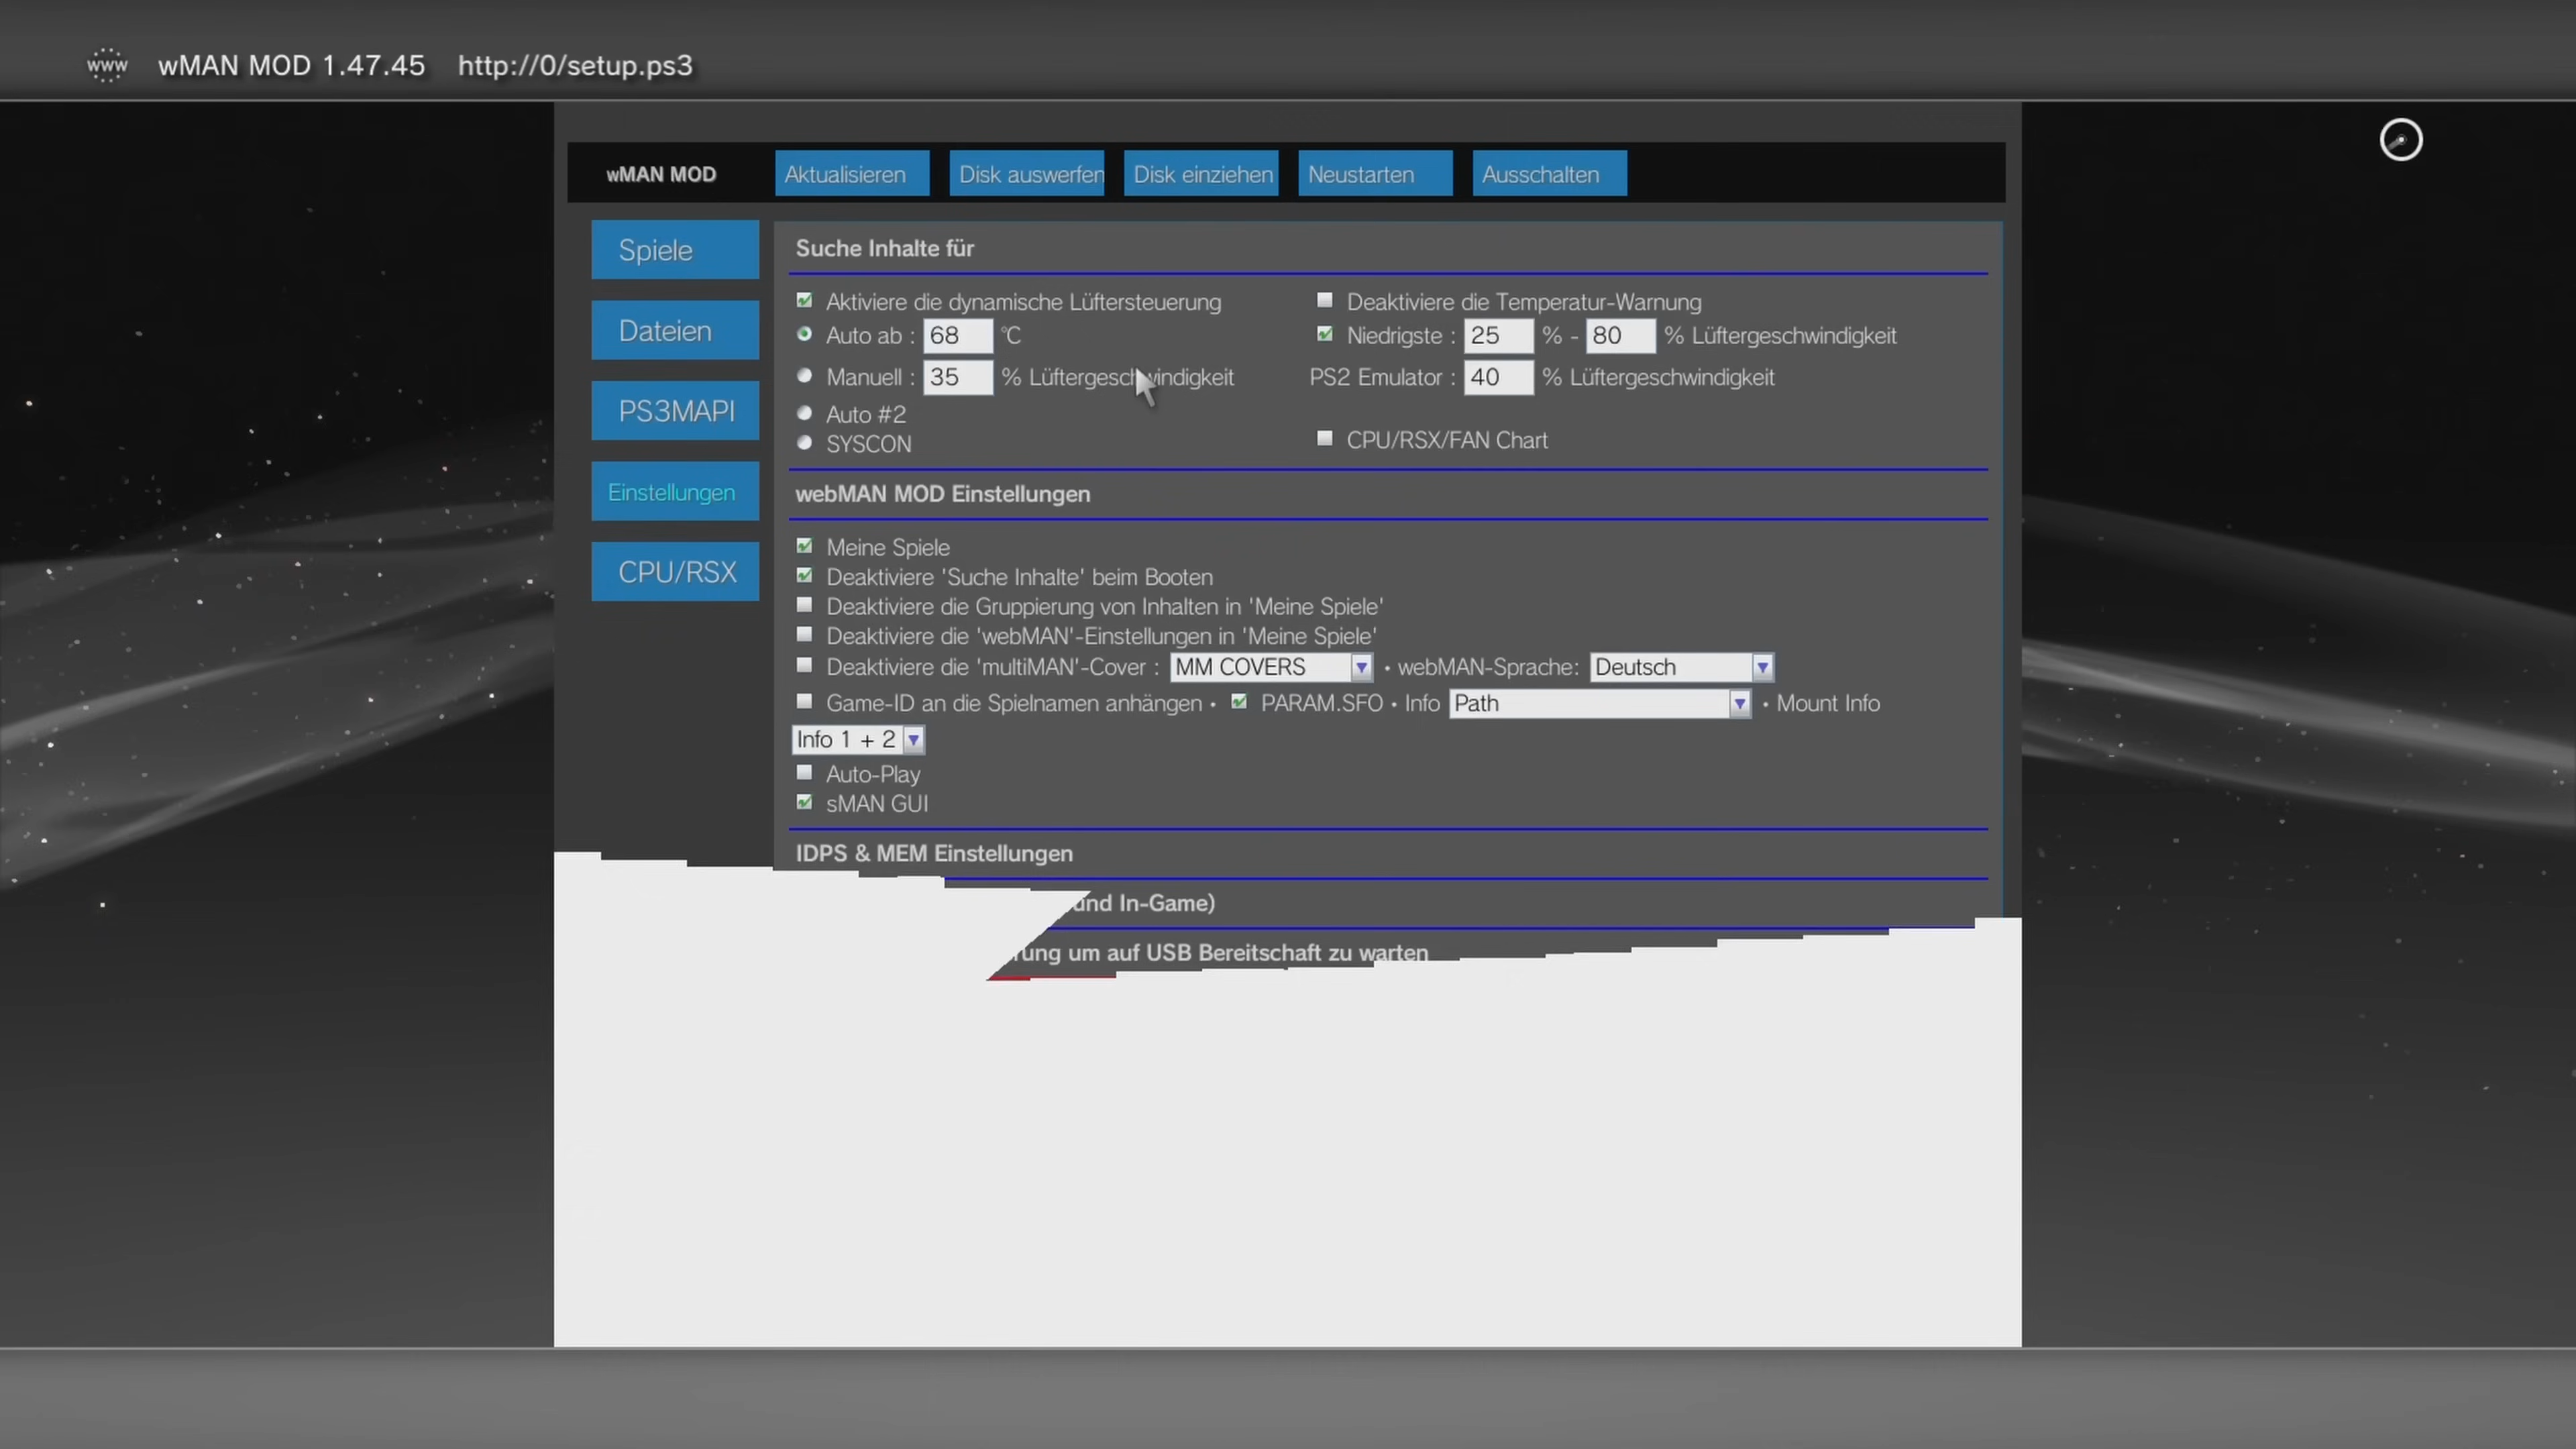 www wMAN MOD 1.47.45 http://0/setup.ps3
wMAN MOD Aktualisieren Disk auswerfen Disk einziehen Neustarten Ausschalten
Spiele
Dateien
PS3MAPI
Einstellungen
CPU/RSX
Suche Inhalte für
Aktiviere die dynamische Lüftersteuerung Deaktiviere die Temperatur-Warnung
Auto ab : 68 °C Niedrigste : 25 % - 80 % Lüftergeschwindigkeit
Manuell : 35 % Lüftergeschwindigkeit PS2 Emulator : 40 % Lüftergeschwindigkeit
Auto #2
SYSCON CPU/RSX/FAN Chart
webMAN MOD Einstellungen
Meine Spiele
Deaktiviere 'Suche Inhalte' beim Booten
Deaktiviere die Gruppierung von Inhalten in 'Meine Spiele'
Deaktiviere die 'webMAN'-Einstellungen in 'Meine Spiele'
Deaktiviere die 'multiMAN'-Cover : MM COVERS • webMAN-Sprache: Deutsch
Game-ID an die Spielnamen anhängen • PARAM.SFO • Info Path • Mount Info
Info 1 + 2
Auto-Play
sMAN GUI
IDPS & MEM Einstellungen
und In-Game)
rung um auf USB Bereitschaft zu warten